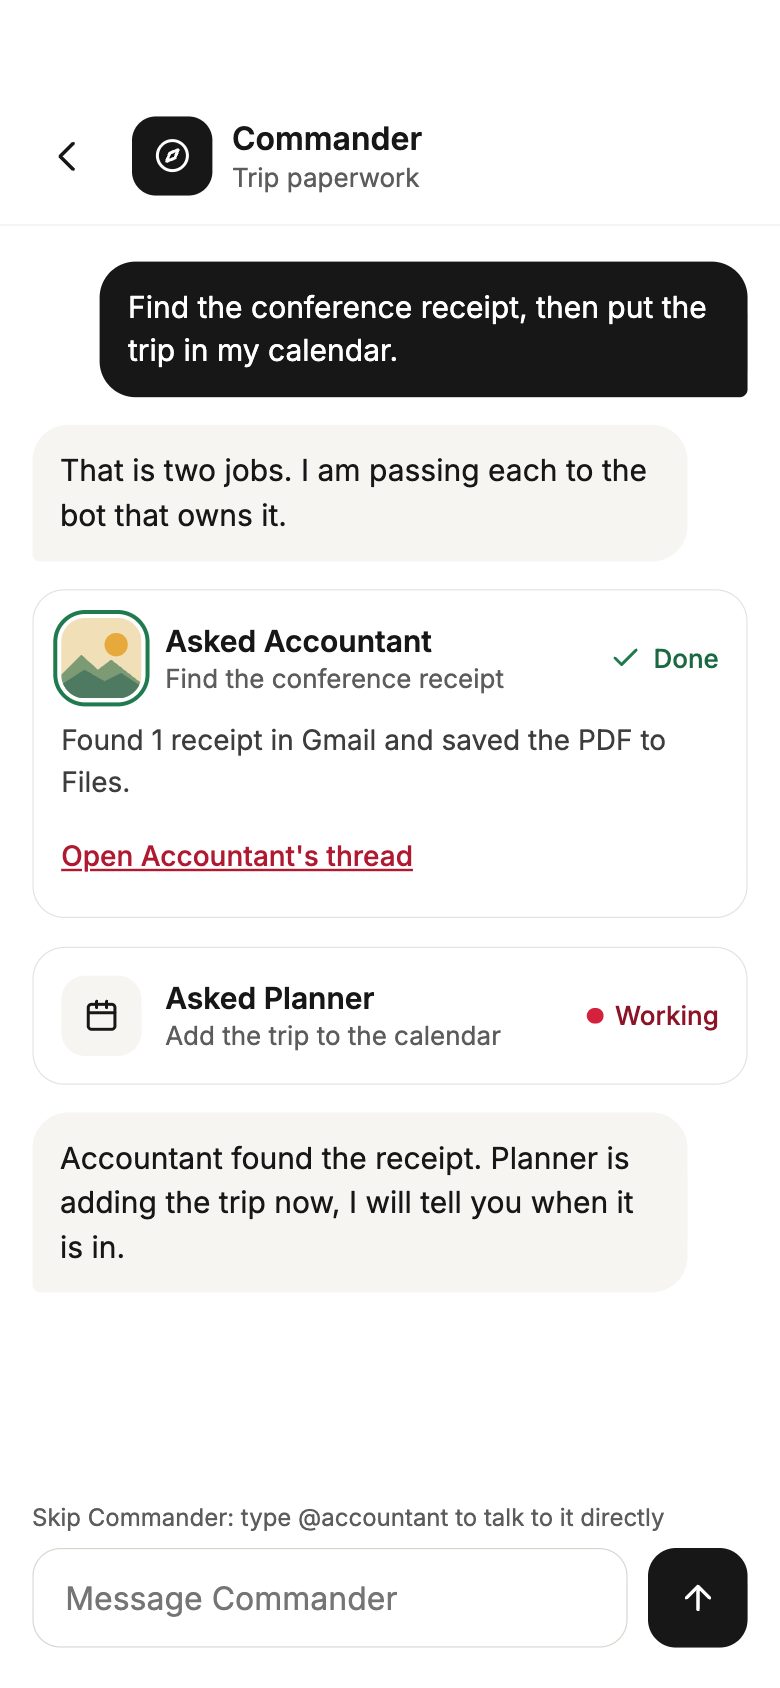 Commander
Trip paperwork
Find the conference receipt, then put the
trip in my calendar.
That is two jobs. I am passing each to the
bot that owns it.
Asked Accountant
Find the conference receipt
Done
Found 1 receipt in Gmail and saved the PDF to
Files.
Open Accountant's thread
Asked Planner
Add the trip to the calendar
Working
Accountant found the receipt. Planner is
adding the trip now, I will tell you when it
is in.
Skip Commander: type @accountant to talk to it directly
Message Commander